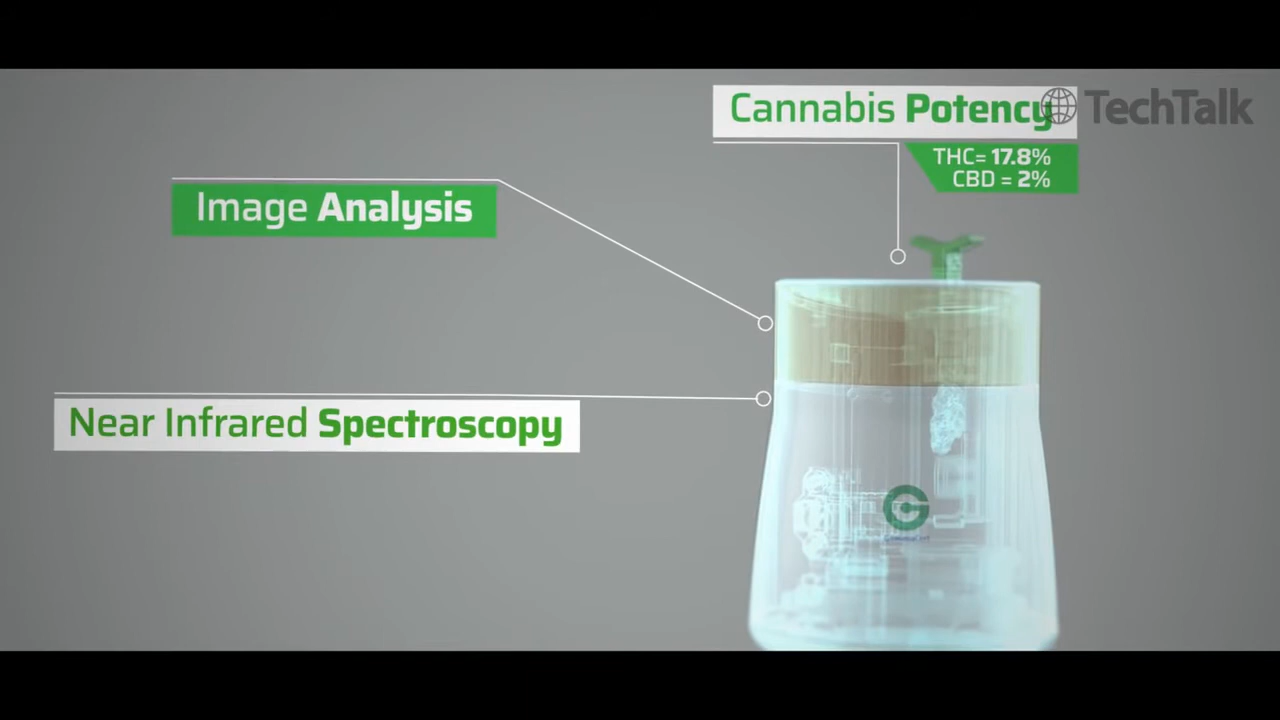 Cannabis Potency
TechTalk
THC= 17.8%
CBD = 2%
Image Analysis
Near Infrared Spectroscopy